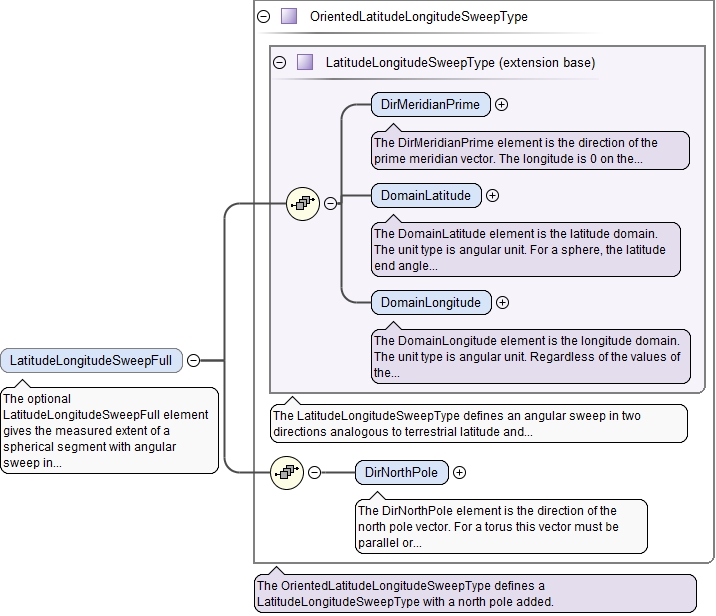 OrientedLatitudeLongitudeSweepType
LatitudeLongitudeSweepType (extension base)
DirMeridianPrime
The DirMeridianPrime element is the direction of the
prime meridian vector. The longitude is 0 on the...
DomainLatitude
The DomainLatitude element is the latitude domain.
The unit type is angular unit. For a sphere, the latitude
end angle...
DomainLongitude
The DomainLongitude element is the longitude domain.
The unit type is angular unit. Regardless of the values of
the...
LatitudeLongitudeSweepFull
The optional
LatitudeLongitudeSweepFull element
gives the measured extent of a
spherical segment with angular
sweep in...
The LatitudeLongitudeSweepType defines an angular sweep in two
directions analogous to terrestrial latitude and...
DirNorthPole
The DirNorthPole element is the direction of the
north pole vector. For a torus this vector must be
parallel or...
The OrientedLatitudeLongitudeSweepType defines a
LatitudeLongitudeSweepType with a north pole added.